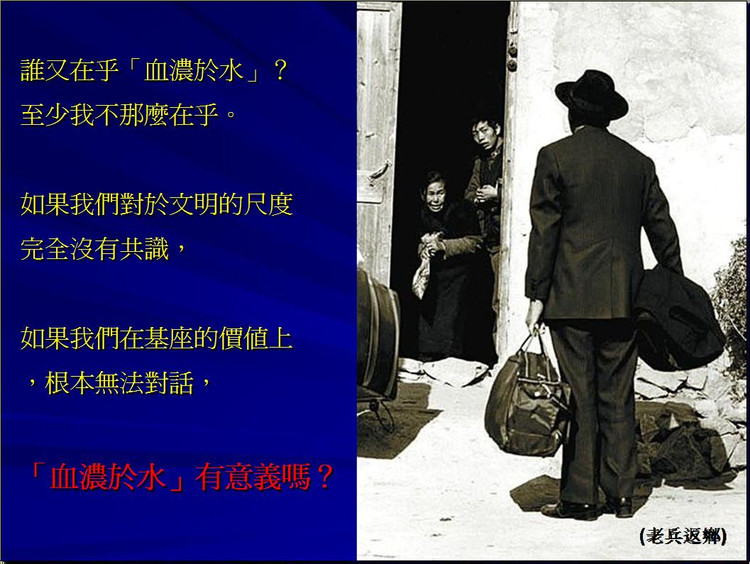 誰又在乎「血濃於水」？
至少我不那麼在乎。
如果我們對於文明的尺度
完全沒有共識，
如果我們在基座的價值上
，根本無法對話，
「血濃於水」有意義嗎？
(老兵返鄉)